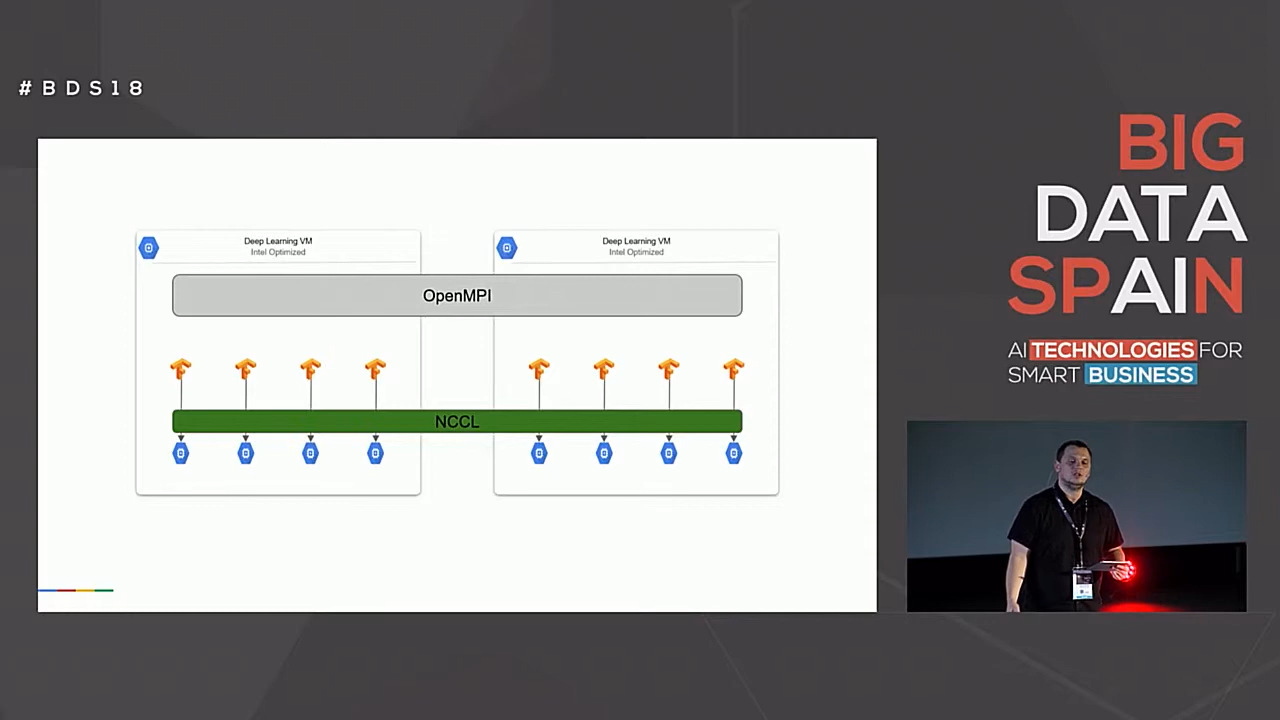 #BDS18
BIG
DATA
SPAIN
AI TECHNOLOGIES FOR
SMART BUSINESS
Deep Learning VM
Intel Optimized
Deep Learning VM
Intel Optimized
OpenMPI
NCCL